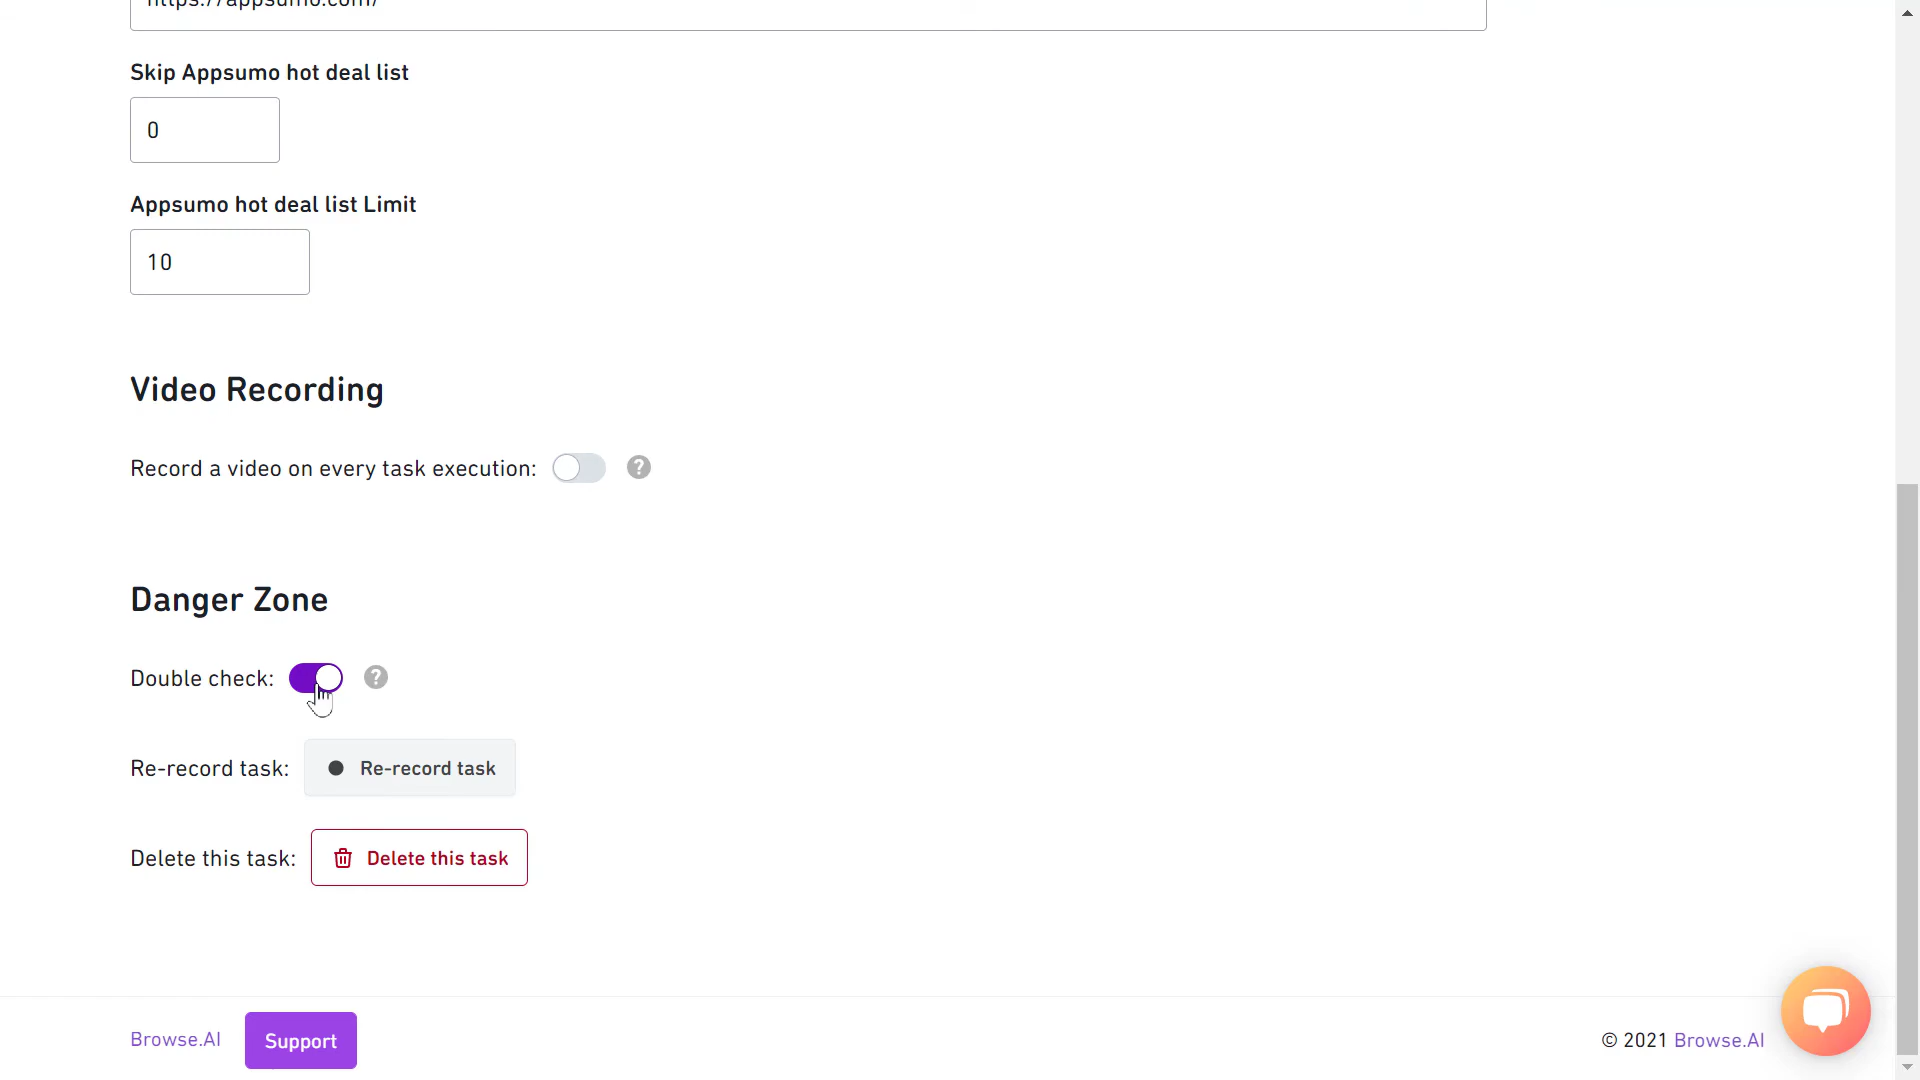 https://appsumo.com/
Skip Appsumo hot deal list
0
Appsumo hot deal list Limit
10
Video Recording
Record a video on every task execution: ?
Danger Zone
Double check: ?
Re-record task: Re-record task
Delete this task: Delete this task
Browse.AI Support © 2021 Browse.AI